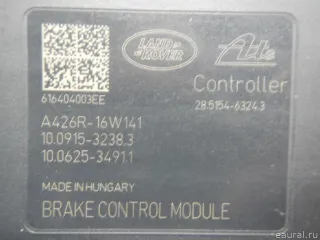 LAND
ROVER
Ate
616404003EE
Controller
28.5154-6324.3
A426R-16W141
10.0915-3238.3
10.0625-3491.1
MADE IN HUNGARY
BRAKE CONTROL MODULE
© eaural.ru